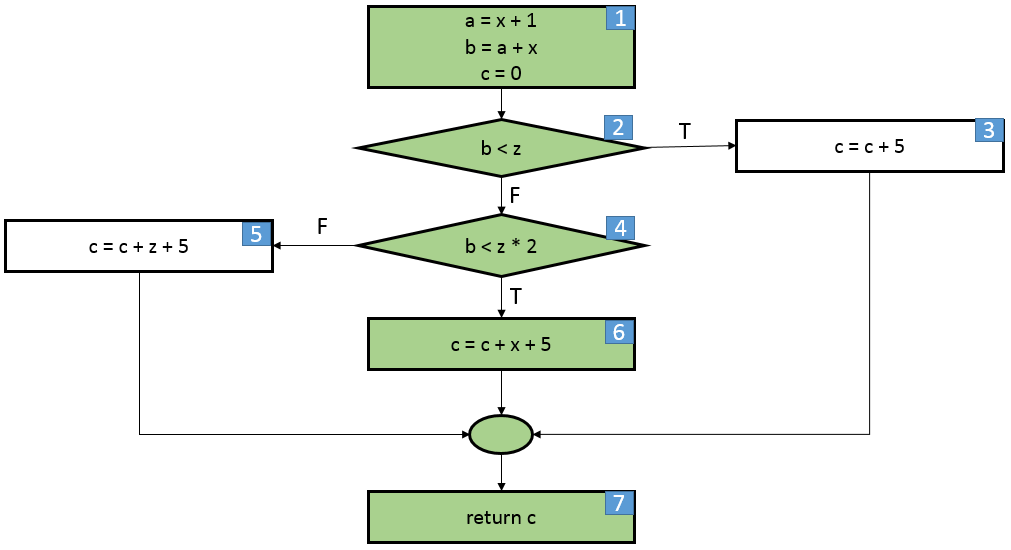 1
a = x + 1
b = a + x
c = 0
2
b < z
T
3
c = c + 5
F
4
b < z * 2
F
5
c = c + z + 5
T
6
c = c + x + 5
7
return c